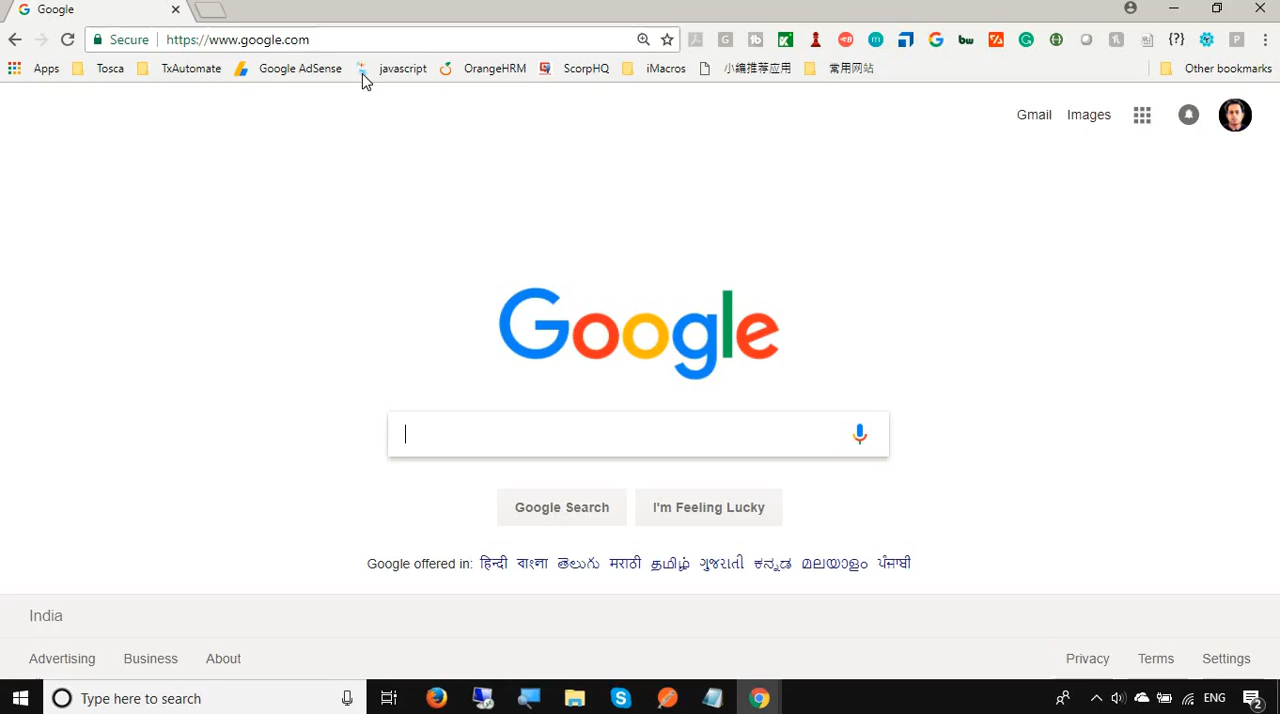 Google
Secure https://www.google.com
Apps Tosca TxAutomate Google AdSense javascript OrangeHRM ScorpHQ iMacros 小编推荐应用 常用网站 Other bookmarks
Gmail Images
Google
Google Search I'm Feeling Lucky
Google offered in: हिन्दी বাংলা తెలుగు मराठी தமிழ் ગુજરાતી ಕನ್ನಡ മലയാളം ਪੰਜਾਬੀ
India
Advertising Business About Privacy Terms Settings
Type here to search ENG 2